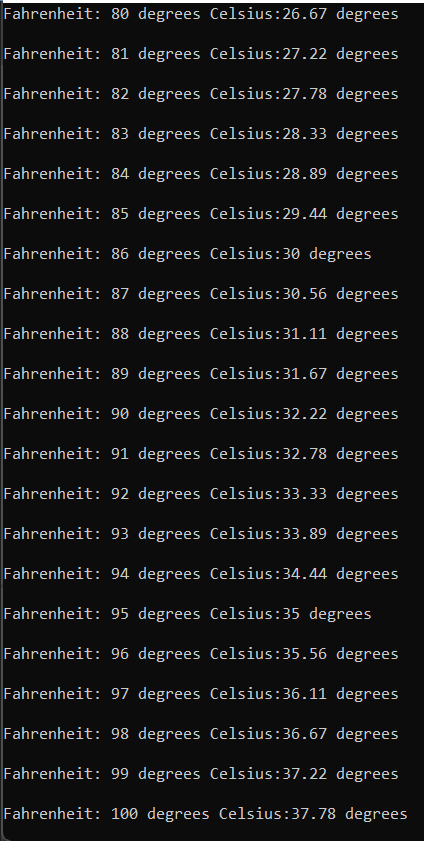 Fahrenheit: 80 degrees Celsius:26.67 degrees
Fahrenheit: 81 degrees Celsius:27.22 degrees
Fahrenheit: 82 degrees Celsius:27.78 degrees
Fahrenheit: 83 degrees Celsius:28.33 degrees
Fahrenheit: 84 degrees Celsius:28.89 degrees
Fahrenheit: 85 degrees Celsius:29.44 degrees
Fahrenheit: 86 degrees Celsius:30 degrees
Fahrenheit: 87 degrees Celsius:30.56 degrees
Fahrenheit: 88 degrees Celsius:31.11 degrees
Fahrenheit: 89 degrees Celsius:31.67 degrees
Fahrenheit: 90 degrees Celsius:32.22 degrees
Fahrenheit: 91 degrees Celsius:32.78 degrees
Fahrenheit: 92 degrees Celsius:33.33 degrees
Fahrenheit: 93 degrees Celsius:33.89 degrees
Fahrenheit: 94 degrees Celsius:34.44 degrees
Fahrenheit: 95 degrees Celsius:35 degrees
Fahrenheit: 96 degrees Celsius:35.56 degrees
Fahrenheit: 97 degrees Celsius:36.11 degrees
Fahrenheit: 98 degrees Celsius:36.67 degrees
Fahrenheit: 99 degrees Celsius:37.22 degrees
Fahrenheit: 100 degrees Celsius:37.78 degrees